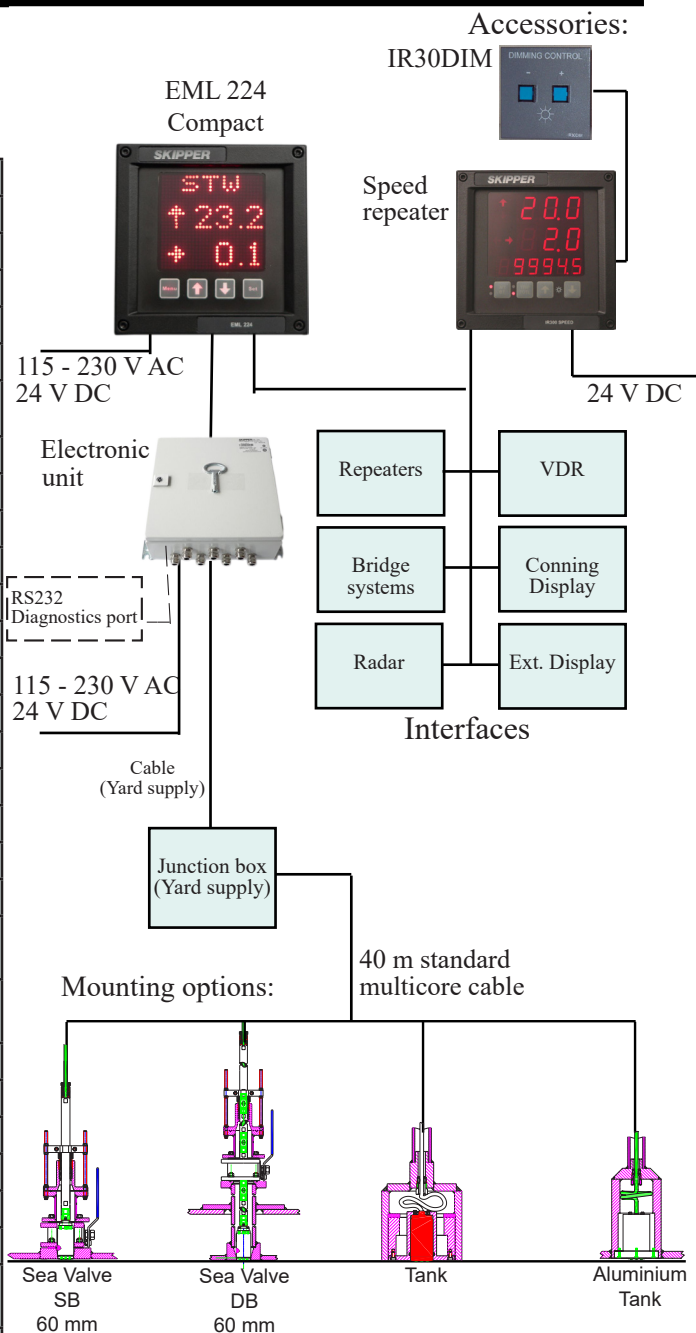 Accessories:
IR30DIM
DIMMING CONTROL
- +
EML 224
Compact
SKIPPER
STW
↑ 23.2
→ 0.1
Menu ↑ ↓ Set
EML 224
Speed
repeater
SKIPPER
↑ 20.0
→ 2.0
9994.5
IR300 SPEED
115 - 230 V AC
24 V DC
24 V DC
Electronic
unit
RS232
Diagnostics port
115 - 230 V AC
24 V DC
Repeaters
VDR
Bridge
systems
Conning
Display
Radar
Ext. Display
Interfaces
Cable
(Yard supply)
Junction box
(Yard supply)
40 m standard
multicore cable
Mounting options:
Sea Valve
SB
60 mm
Sea Valve
DB
60 mm
Tank
Aluminium
Tank